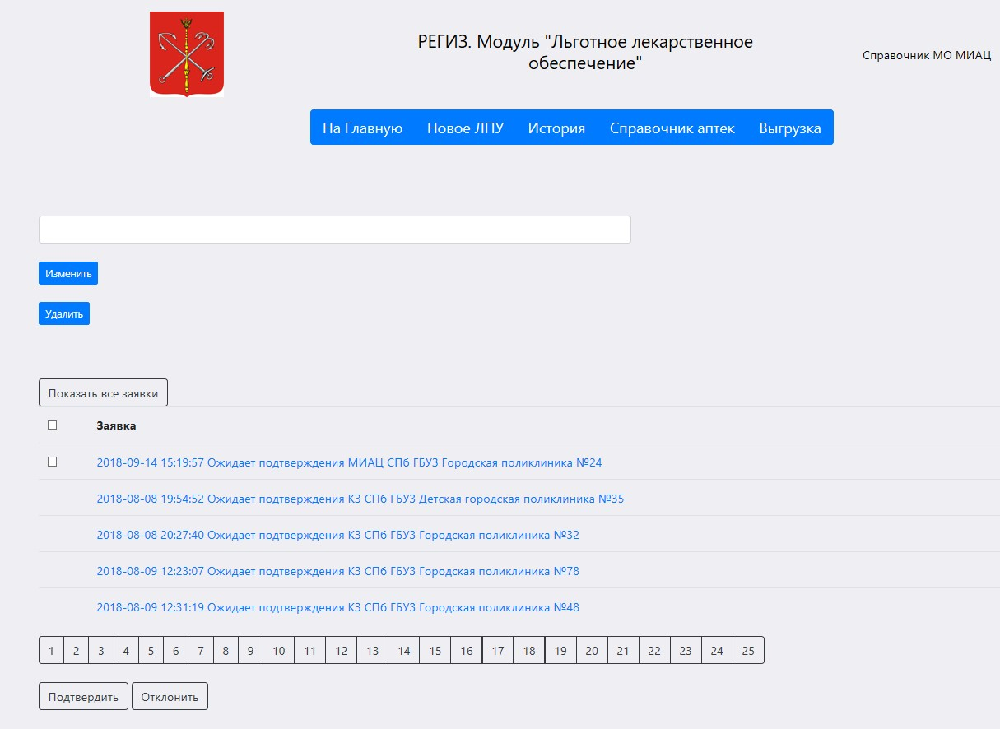 РЕГИЗ. Модуль "Льготное лекарственное
обеспечение"
Справочник МО МИАЦ
На Главную Новое ЛПУ История Справочник аптек Выгрузка
Изменить
Удалить
Показать все заявки
Заявка
2018-09-14 15:19:57 Ожидает подтверждения МИАЦ СПб ГБУЗ Городская поликлиника №24
2018-08-08 19:54:52 Ожидает подтверждения КЗ СПб ГБУЗ Детская городская поликлиника №35
2018-08-08 20:27:40 Ожидает подтверждения КЗ СПб ГБУЗ Городская поликлиника №32
2018-08-09 12:23:07 Ожидает подтверждения КЗ СПб ГБУЗ Городская поликлиника №78
2018-08-09 12:31:19 Ожидает подтверждения КЗ СПб ГБУЗ Городская поликлиника №48
1 2 3 4 5 6 7 8 9 10 11 12 13 14 15 16 17 18 19 20 21 22 23 24 25
Подтвердить Отклонить